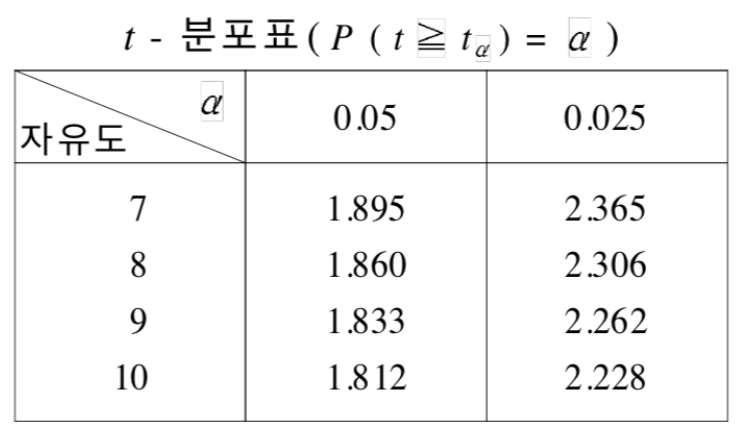 t - 분포표 ( P ( t ≧ tα ) = α )
α 0.05 0.025
자유도
7 1.895 2.365
8 1.860 2.306
9 1.833 2.262
10 1.812 2.228